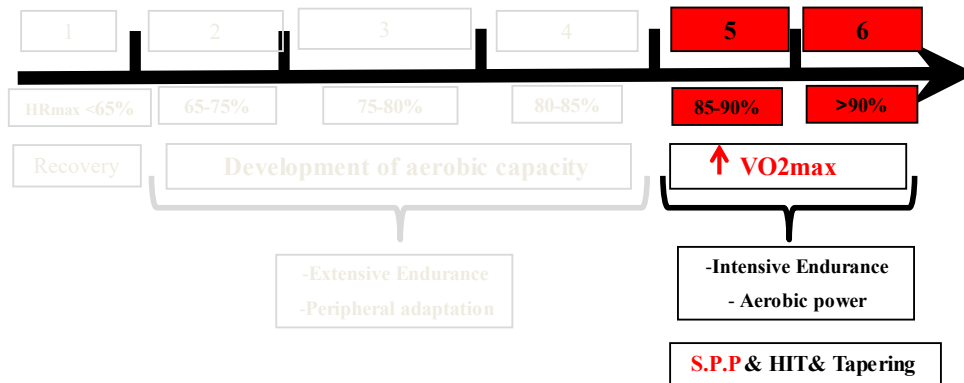 1 2 3 4 5 6
HRmax <65% 65-75% 75-80% 80-85% 85-90% >90%
Recovery Development of aerobic capacity VO2max
-Extensive Endurance
-Peripheral adaptation
-Intensive Endurance
- Aerobic power
S.P.P & HIT& Tapering